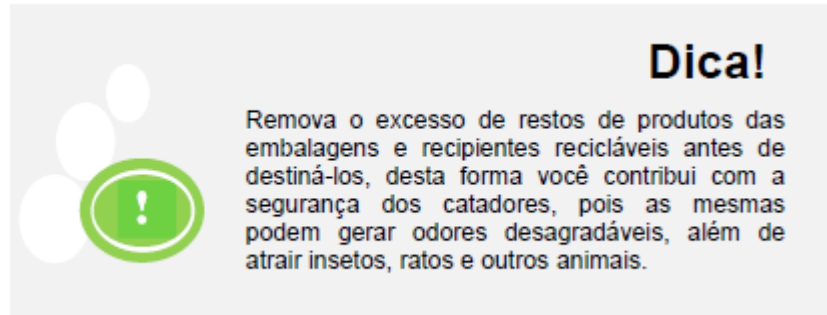 Dica!
Remova o excesso de restos de produtos das
embalagens e recipientes recicláveis antes de
destiná-los, desta forma você contribui com a
segurança dos catadores, pois as mesmas
podem gerar odores desagradáveis, além de
atrair insetos, ratos e outros animais.
!